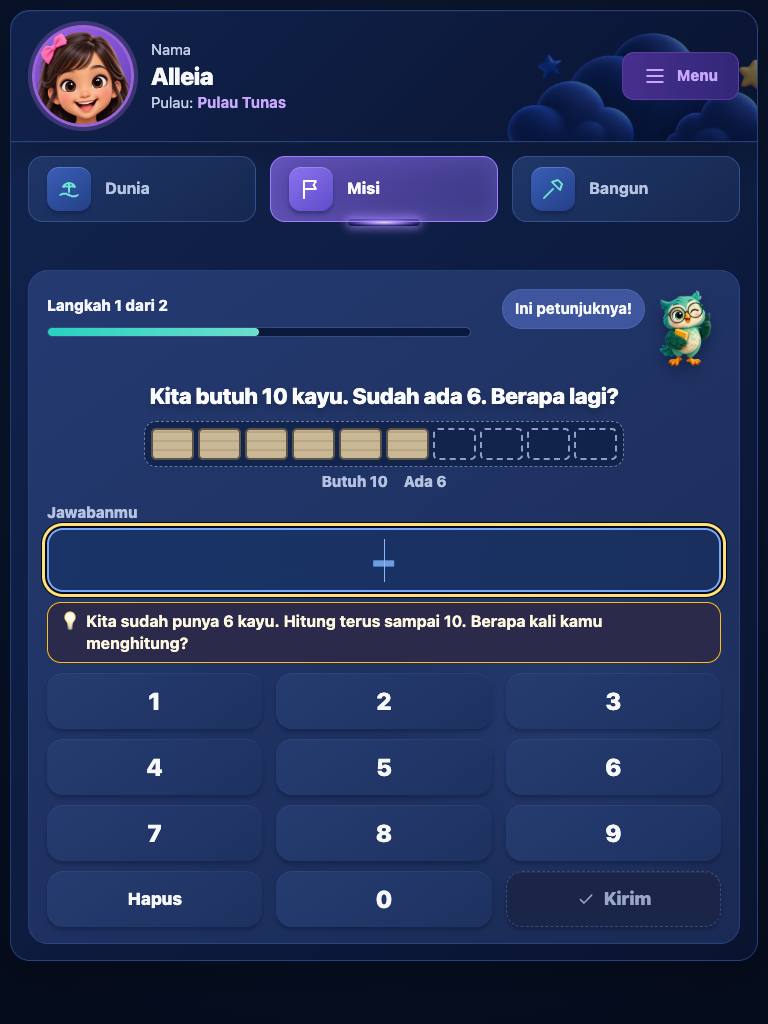 Nama
Alleia
Pulau: Pulau Tunas
Menu
Dunia
Misi
Bangun
Langkah 1 dari 2
Ini petunjuknya!
Kita butuh 10 kayu. Sudah ada 6. Berapa lagi?
Butuh 10 Ada 6
Jawabanmu
Kita sudah punya 6 kayu. Hitung terus sampai 10. Berapa kali kamu
menghitung?
1 2 3
4 5 6
7 8 9
Hapus 0 Kirim